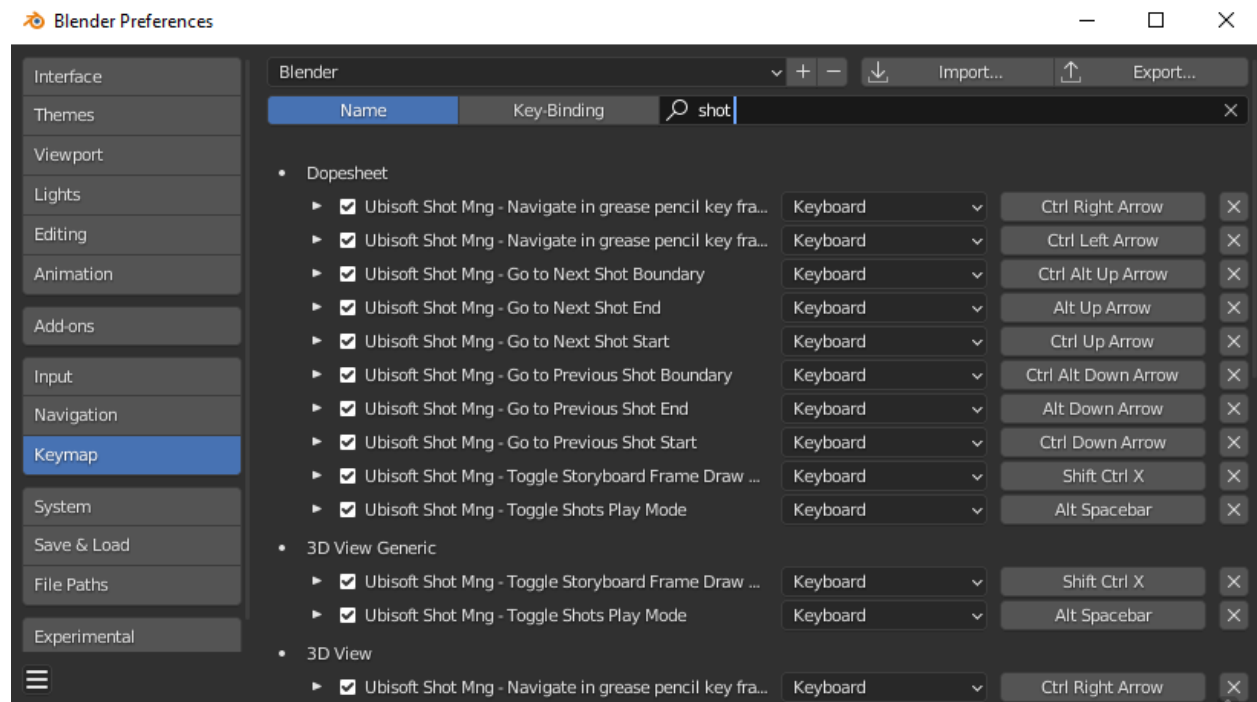 Blender Preferences
Interface
Themes
Viewport
Lights
Editing
Animation
Add-ons
Input
Navigation
Keymap
System
Save & Load
File Paths
Experimental
Blender Import... Export...
Name Key-Binding shot
Dopesheet
Ubisoft Shot Mng - Navigate in grease pencil key fra... Keyboard Ctrl Right Arrow
Ubisoft Shot Mng - Navigate in grease pencil key fra... Keyboard Ctrl Left Arrow
Ubisoft Shot Mng - Go to Next Shot Boundary Keyboard Ctrl Alt Up Arrow
Ubisoft Shot Mng - Go to Next Shot End Keyboard Alt Up Arrow
Ubisoft Shot Mng - Go to Next Shot Start Keyboard Ctrl Up Arrow
Ubisoft Shot Mng - Go to Previous Shot Boundary Keyboard Ctrl Alt Down Arrow
Ubisoft Shot Mng - Go to Previous Shot End Keyboard Alt Down Arrow
Ubisoft Shot Mng - Go to Previous Shot Start Keyboard Ctrl Down Arrow
Ubisoft Shot Mng - Toggle Storyboard Frame Draw ... Keyboard Shift Ctrl X
Ubisoft Shot Mng - Toggle Shots Play Mode Keyboard Alt Spacebar
3D View Generic
Ubisoft Shot Mng - Toggle Storyboard Frame Draw ... Keyboard Shift Ctrl X
Ubisoft Shot Mng - Toggle Shots Play Mode Keyboard Alt Spacebar
3D View
Ubisoft Shot Mng - Navigate in grease pencil key fra... Keyboard Ctrl Right Arrow